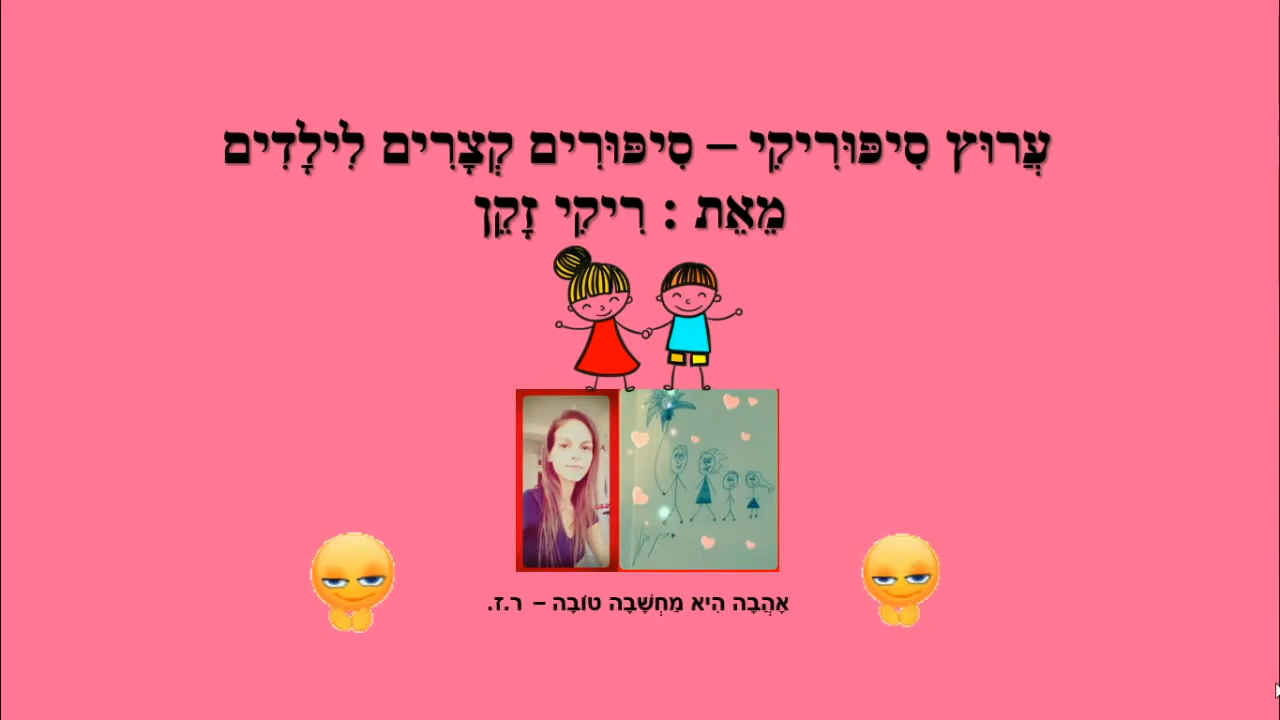 עֲרוּץ סִיפּוּרִיקִי – סִיפּוּרִים קְצָרִים לִילָדִים
מֵאֵת : רִיקִי זָקֵן
אָהֲבָה הִיא מַחְשָׁבָה טוֹבָה – ר.ז.